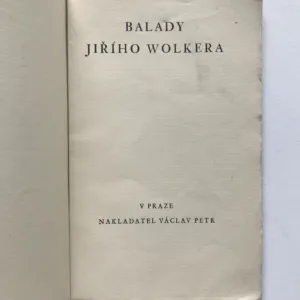 BALADY
JIŘÍHO WOLKERA
V PRAZE
NAKLADATEL VÁCLAV PETR